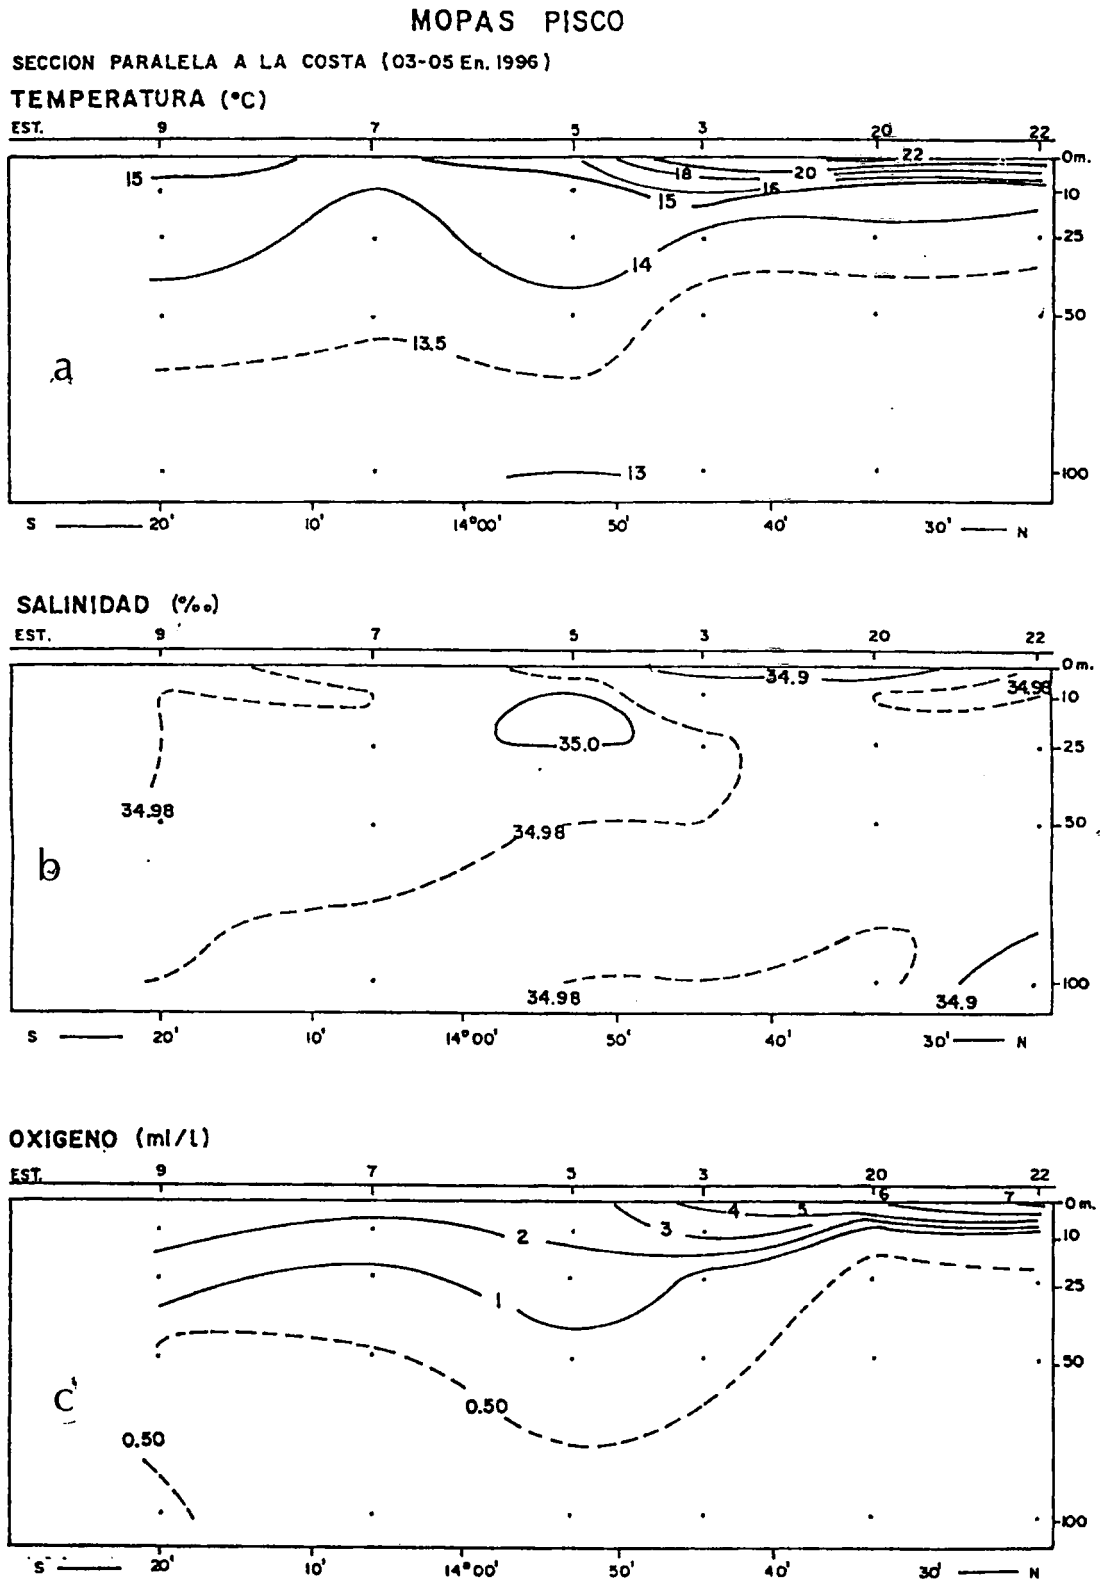 MOPAS PISCO
SECCION PARALELA A LA COSTA (03-05 En. 1996)
TEMPERATURA (°C)
EST. 9 7 5 3 20 22
0m.
22
15 18 20
16
10
15
25
14
50
13.5
a
13
100
S 20' 10' 14°00' 50' 40' 30' N
SALINIDAD (‰)
EST. 9 7 5 3 20 22
0m.
34.9
34.98
10
35.0
25
34.98
50
34.98
b
100
34.98 34.9
S 20' 10' 14°00' 50' 40' 30' N
OXIGENO (ml/l)
EST. 9 7 5 3 20 22
6 7 0m.
4 5
3
2
10
25
1
50
c
0.50
0.50
100
S 20' 10' 14°00' 50' 40' 30' N